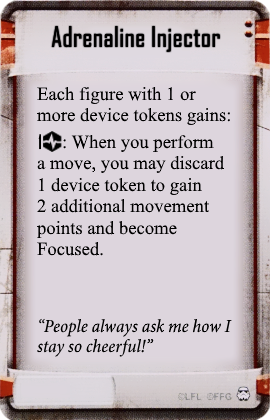 Adrenaline Injector
Each figure with 1 or
more device tokens gains:
: When you perform
a move, you may discard
1 device token to gain
2 additional movement
points and become
Focused.
“People always ask me how I
stay so cheerful!”
©LFL ©FFG